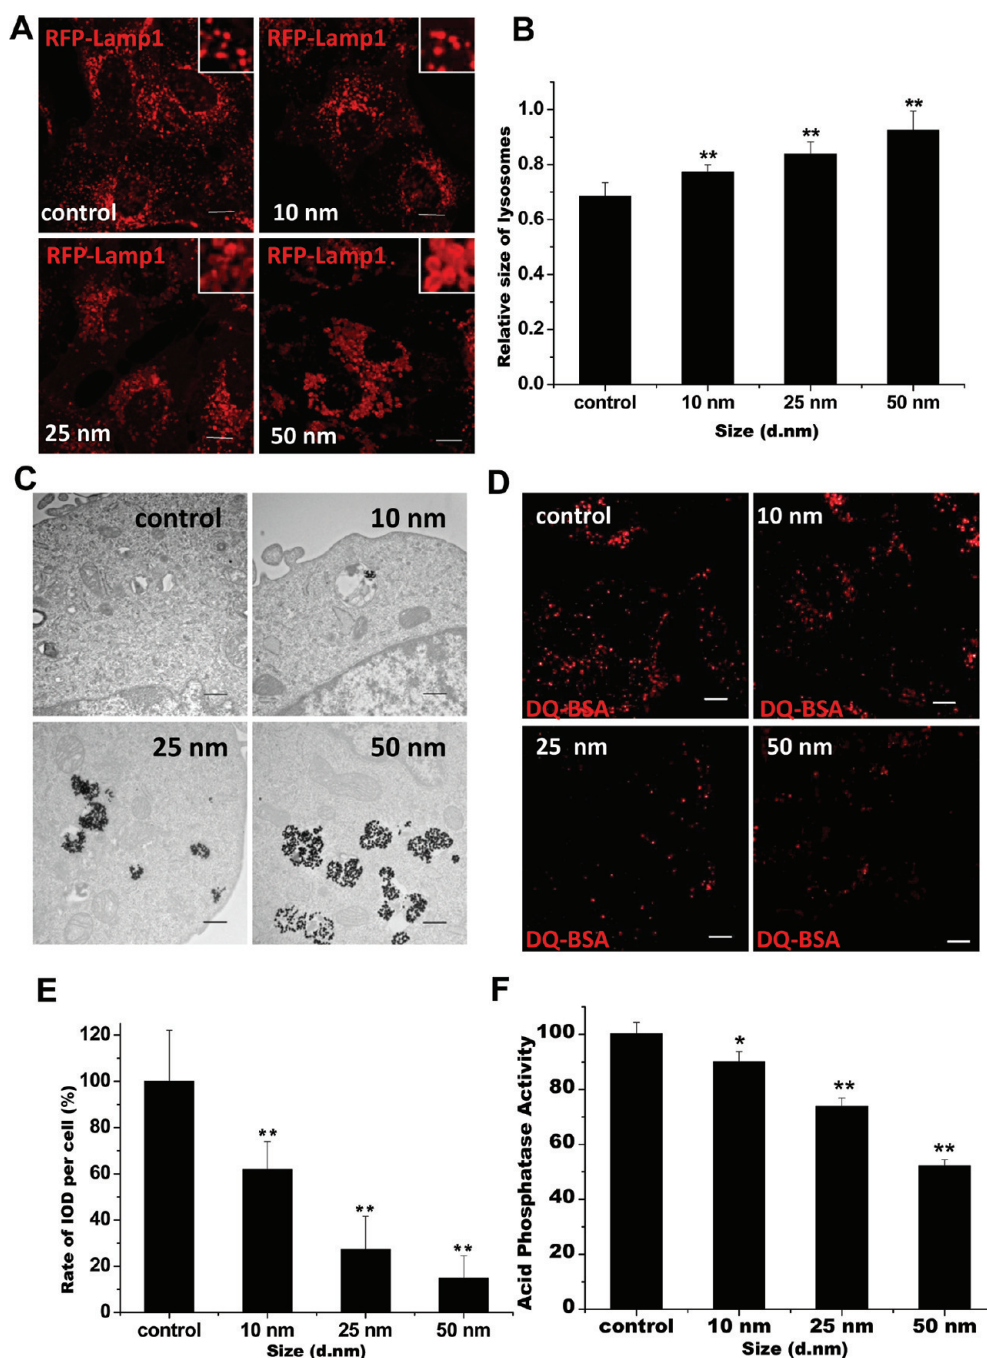 A
RFP-Lamp1
control
RFP-Lamp1
10 nm
RFP-Lamp1
25 nm
RFP-Lamp1
50 nm
B
Relative size of lysosomes
1.0
0.8
0.6
0.4
0.2
0.0
**
**
**
control 10 nm 25 nm 50 nm
Size (d.nm)
C
control
10 nm
25 nm
50 nm
D
control
DQ-BSA
10 nm
DQ-BSA
25 nm
DQ-BSA
50 nm
DQ-BSA
E
Rate of IOD per cell (%)
120
100
80
60
40
20
0
**
**
**
control 10 nm 25 nm 50 nm
Size (d.nm)
F
Acid Phosphatase Activity
100
80
60
40
20
0
*
**
**
control 10 nm 25 nm 50 nm
Size (d.nm)